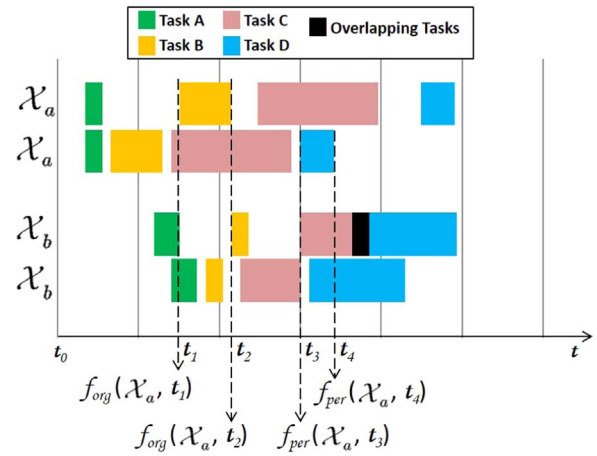 Task A Task C Overlapping Tasks
Task B Task D
𝒳a
𝒳a
𝒳b
𝒳b
t0 t1 t2 t3 t4 t
forg(𝒳a, t1) fper(𝒳a, t4)
forg(𝒳a, t2) fper(𝒳a, t3)